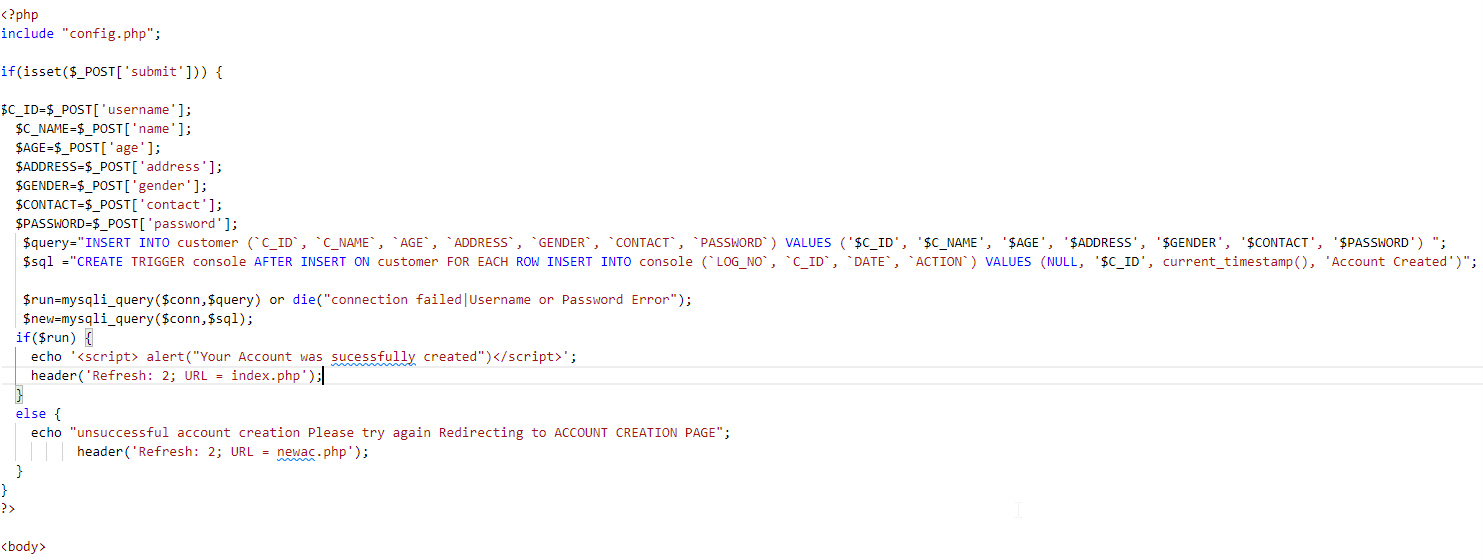 <?php
include "config.php";
if(isset($_POST['submit'])) {
$C_ID=$_POST['username'];
$C_NAME=$_POST['name'];
$AGE=$_POST['age'];
$ADDRESS=$_POST['address'];
$GENDER=$_POST['gender'];
$CONTACT=$_POST['contact'];
$PASSWORD=$_POST['password'];
$query="INSERT INTO customer (`C_ID`, `C_NAME`, `AGE`, `ADDRESS`, `GENDER`, `CONTACT`, `PASSWORD`) VALUES ('$C_ID', '$C_NAME', '$AGE', '$ADDRESS', '$GENDER', '$CONTACT', '$PASSWORD') ";
$sql ="CREATE TRIGGER console AFTER INSERT ON customer FOR EACH ROW INSERT INTO console (`LOG_NO`, `C_ID`, `DATE`, `ACTION`) VALUES (NULL, '$C_ID', current_timestamp(), 'Account Created')";
$run=mysqli_query($conn,$query) or die("connection failed|Username or Password Error");
$new=mysqli_query($conn,$sql);
if($run) {
echo '<script> alert("Your Account was sucessfully created")</script>';
header('Refresh: 2; URL = index.php');
}
else {
echo "unsuccessful account creation Please try again Redirecting to ACCOUNT CREATION PAGE";
header('Refresh: 2; URL = newac.php');
}
}
?>
<body>